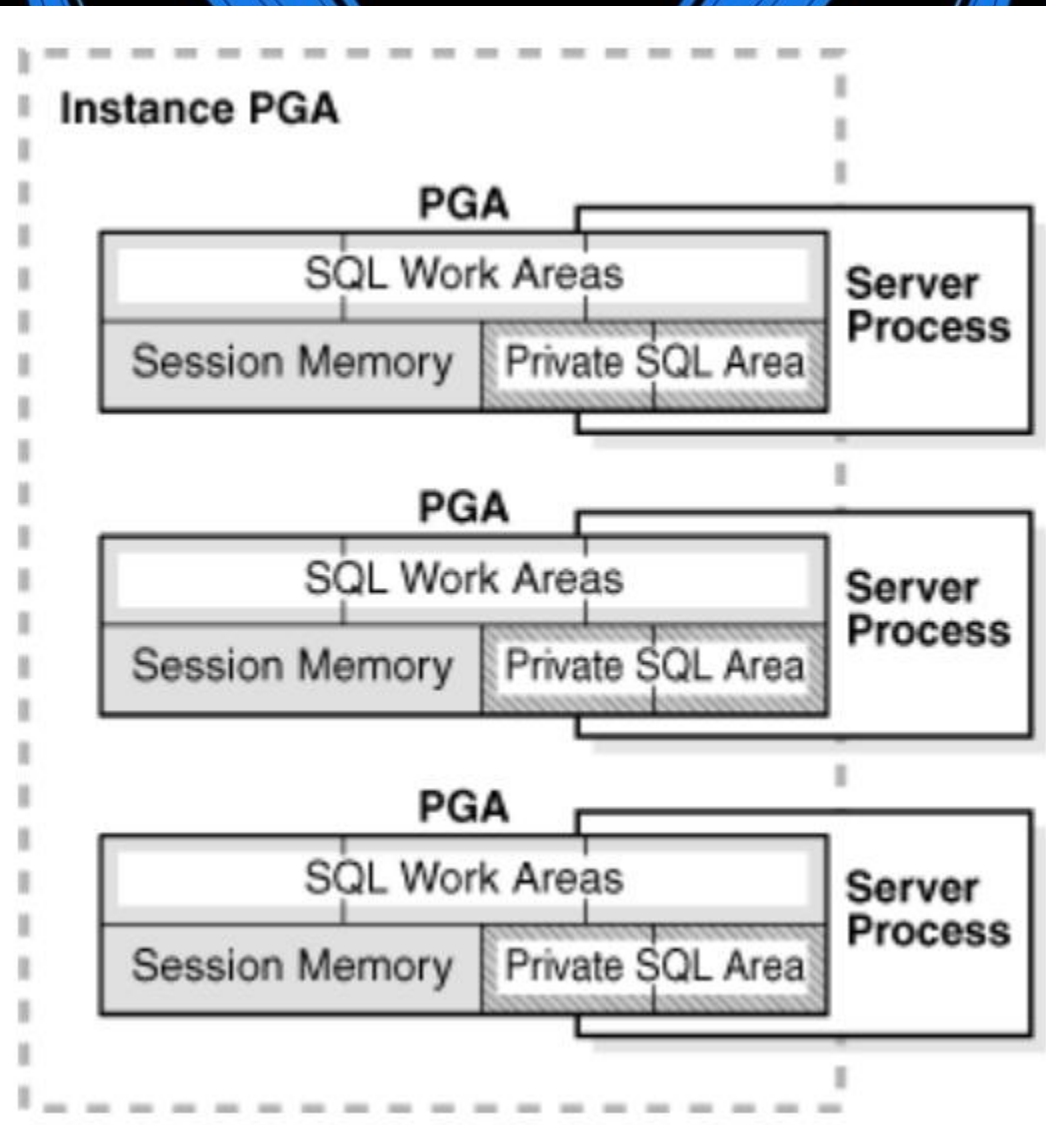 Instance PGA
PGA
SQL Work Areas
Session Memory
Private SQL Area
Server
Process
PGA
SQL Work Areas
Session Memory
Private SQL Area
Server
Process
PGA
SQL Work Areas
Session Memory
Private SQL Area
Server
Process